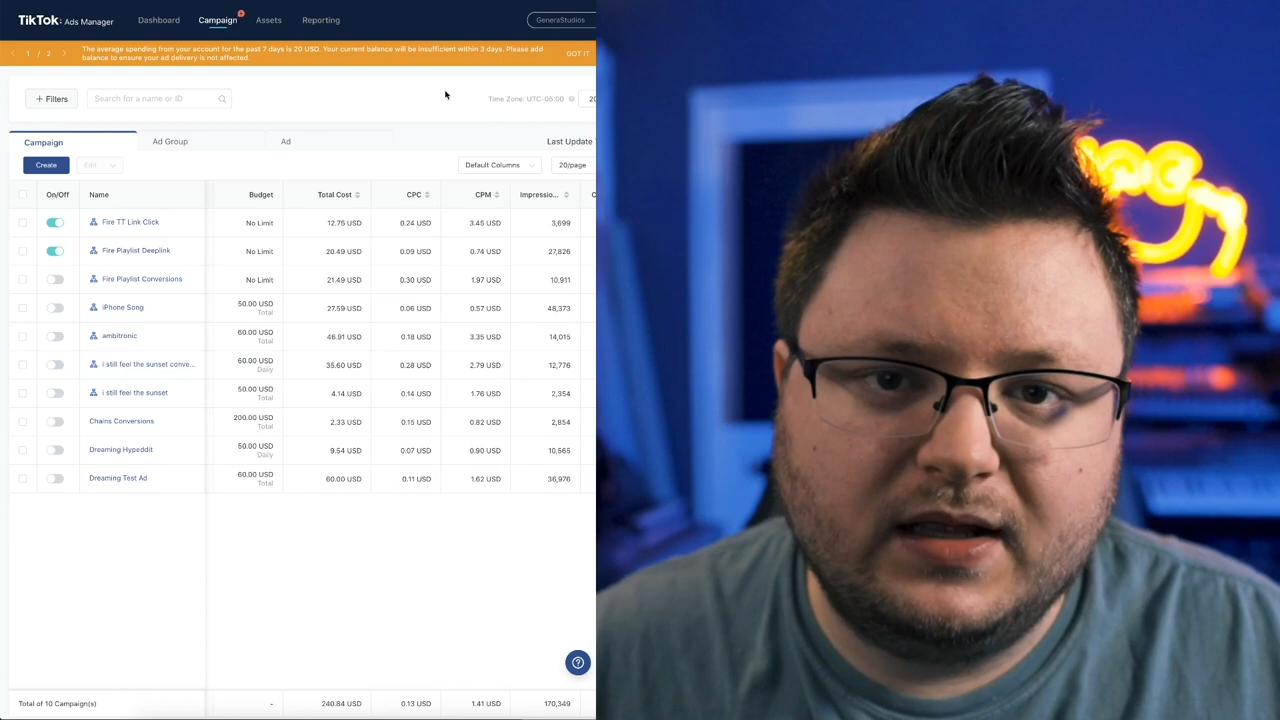 TikTok: Ads Manager Dashboard Campaign Assets Reporting GeneraStudios
1 / 2 The average spending from your account for the past 7 days is 20 USD. Your current balance will be insufficient within 3 days. Please add GOT IT
balance to ensure your ad delivery is not affected.
+ Filters Search for a name or ID Time Zone: UTC-05:00 20
Campaign Ad Group Ad Last Update
Create Edit Default Columns 20/page
On/Off Name Budget Total Cost CPC CPM Impressio...
Fire TT Link Click No Limit 12.75 USD 0.24 USD 3.45 USD 3,699
Fire Playlist Deeplink No Limit 20.49 USD 0.09 USD 0.74 USD 27,826
Fire Playlist Conversions No Limit 21.49 USD 0.30 USD 1.97 USD 10,911
iPhone Song 50.00 USD Total 27.59 USD 0.06 USD 0.57 USD 48,373
ambitronic 60.00 USD Total 46.91 USD 0.18 USD 3.35 USD 14,015
i still feel the sunset conve... 60.00 USD Daily 35.60 USD 0.28 USD 2.79 USD 12,776
i still feel the sunset 50.00 USD Total 4.14 USD 0.14 USD 1.76 USD 2,354
Chains Conversions 200.00 USD Total 2.33 USD 0.15 USD 0.82 USD 2,854
Dreaming Hypeddit 50.00 USD Daily 9.54 USD 0.07 USD 0.90 USD 10,565
Dreaming Test Ad 60.00 USD Total 60.00 USD 0.11 USD 1.62 USD 36,976
Total of 10 Campaign(s) - 240.84 USD 0.13 USD 1.41 USD 170,349